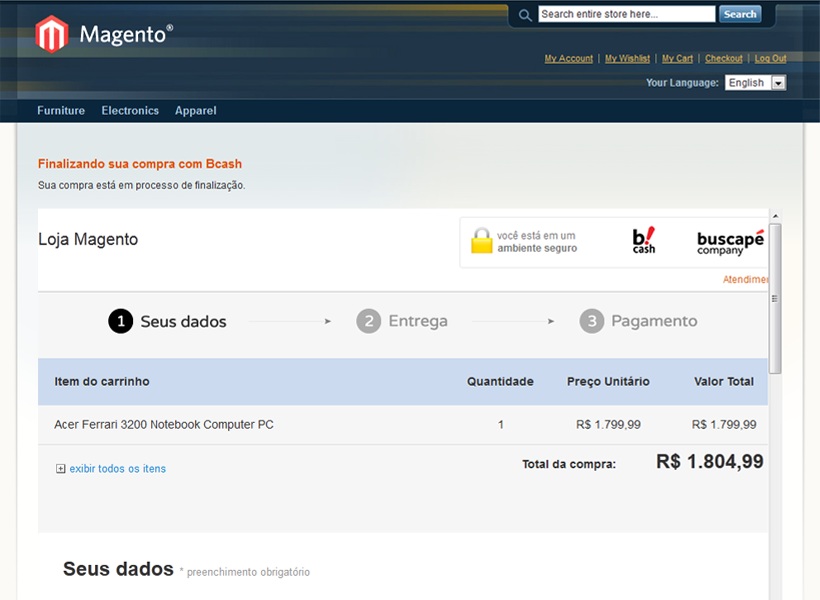 Magento®
Search entire store here...
Search
My Account | My Wishlist | My Cart | Checkout | Log Out
Your Language: English
Furniture Electronics Apparel
Finalizando sua compra com Bcash
Sua compra está em processo de finalização.
Loja Magento
você está em um
ambiente seguro
b!
cash
buscapé
company
Atendimen
1 Seus dados
2 Entrega
3 Pagamento
Item do carrinho Quantidade Preço Unitário Valor Total
Acer Ferrari 3200 Notebook Computer PC 1 R$ 1.799,99 R$ 1.799,99
exibir todos os itens
Total da compra: R$ 1.804,99
Seus dados * preenchimento obrigatório